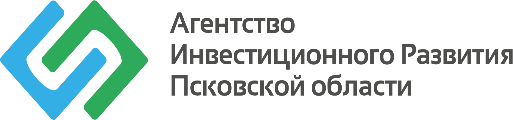 Агентство
Инвестиционного Развития
Псковской области